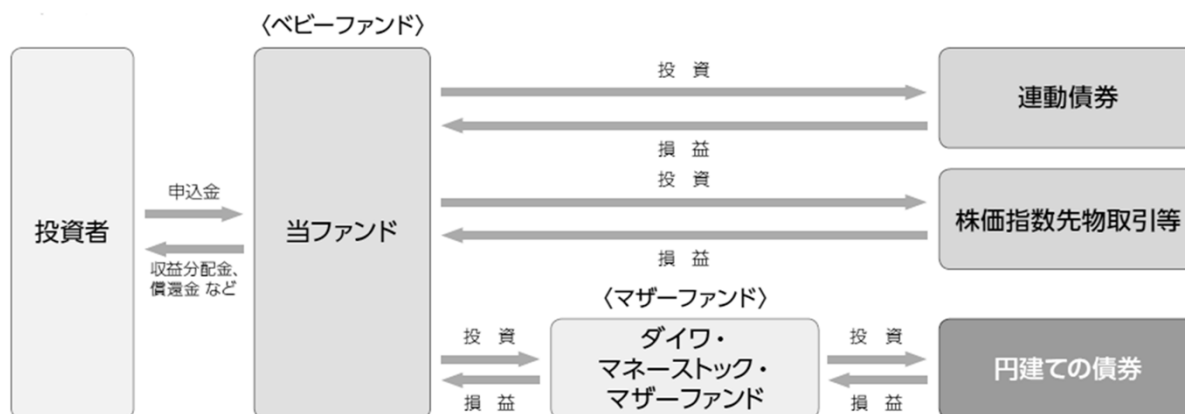 〈ベビーファンド〉
投資者
申込金
収益分配金、
償還金 など
当ファンド
投 資
損 益
連動債券
投 資
損 益
株価指数先物取引等
〈マザーファンド〉
投 資
損 益
ダイワ・
マネーストック・
マザーファンド
投 資
損 益
円建ての債券